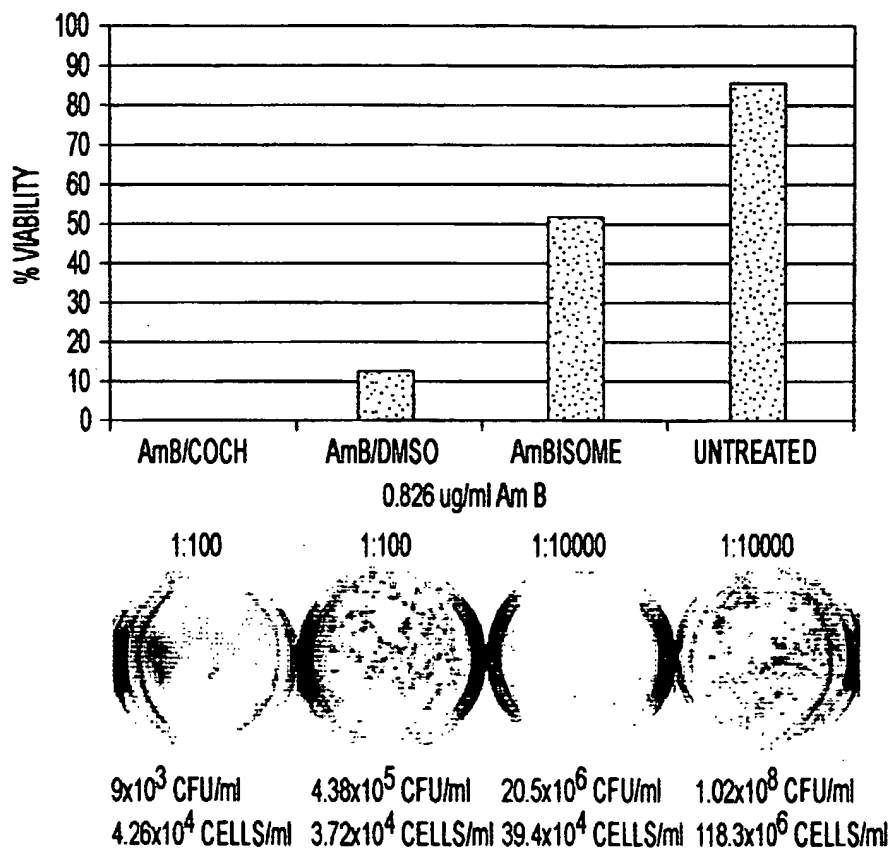 100
90
80
70
60
50
40
30
20
10
0
% VIABILITY
AmB/COCH AmB/DMSO AmBISOME UNTREATED
0.826 ug/ml Am B
1:100 1:100 1:10000 1:10000
9x10³ CFU/ml 4.38x10⁵ CFU/ml 20.5x10⁶ CFU/ml 1.02x10⁸ CFU/ml
4.26x10⁴ CELLS/ml 3.72x10⁴ CELLS/ml 39.4x10⁴ CELLS/ml 118.3x10⁶ CELLS/ml